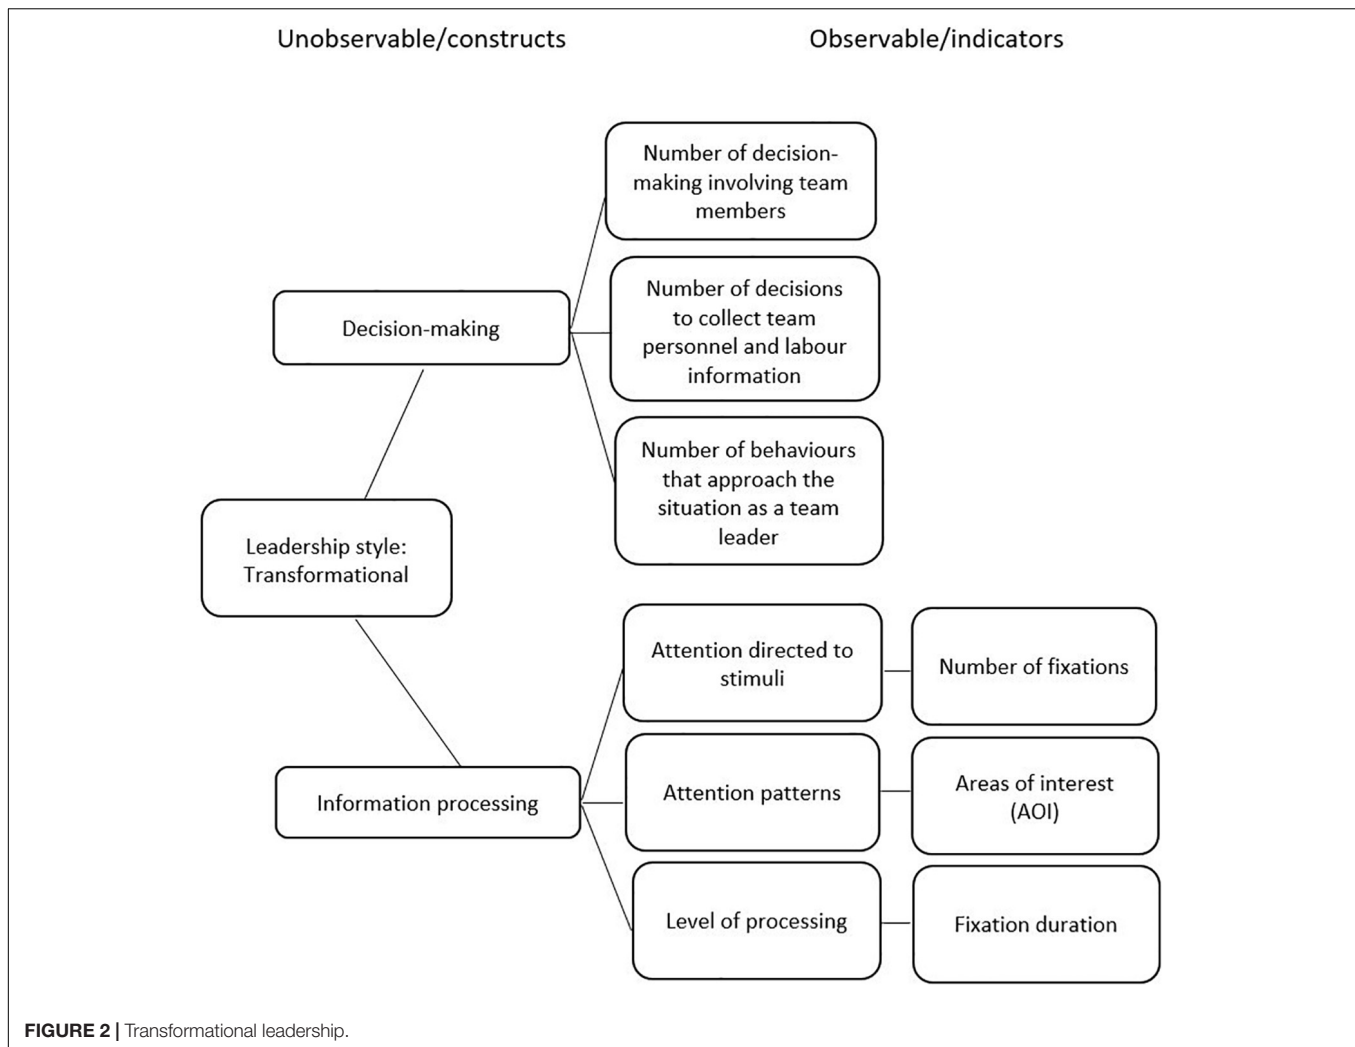 Unobservable/constructs
Observable/indicators
Number of decision-
making involving team
members
Number of decisions
to collect team
personnel and labour
information
Decision-making
Number of behaviours
that approach the
situation as a team
leader
Leadership style:
Transformational
Attention directed to
stimuli
Number of fixations
Information processing
Attention patterns
Areas of interest
(AOI)
Level of processing
Fixation duration
FIGURE 2 | Transformational leadership.